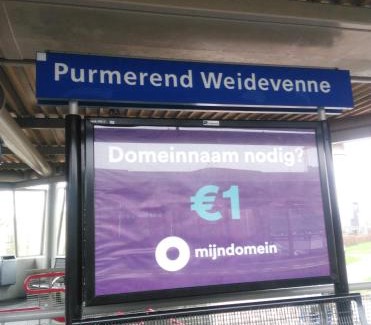 Purmerend Weidevenne
Domeinnaam nodig?
€1
mijndomein